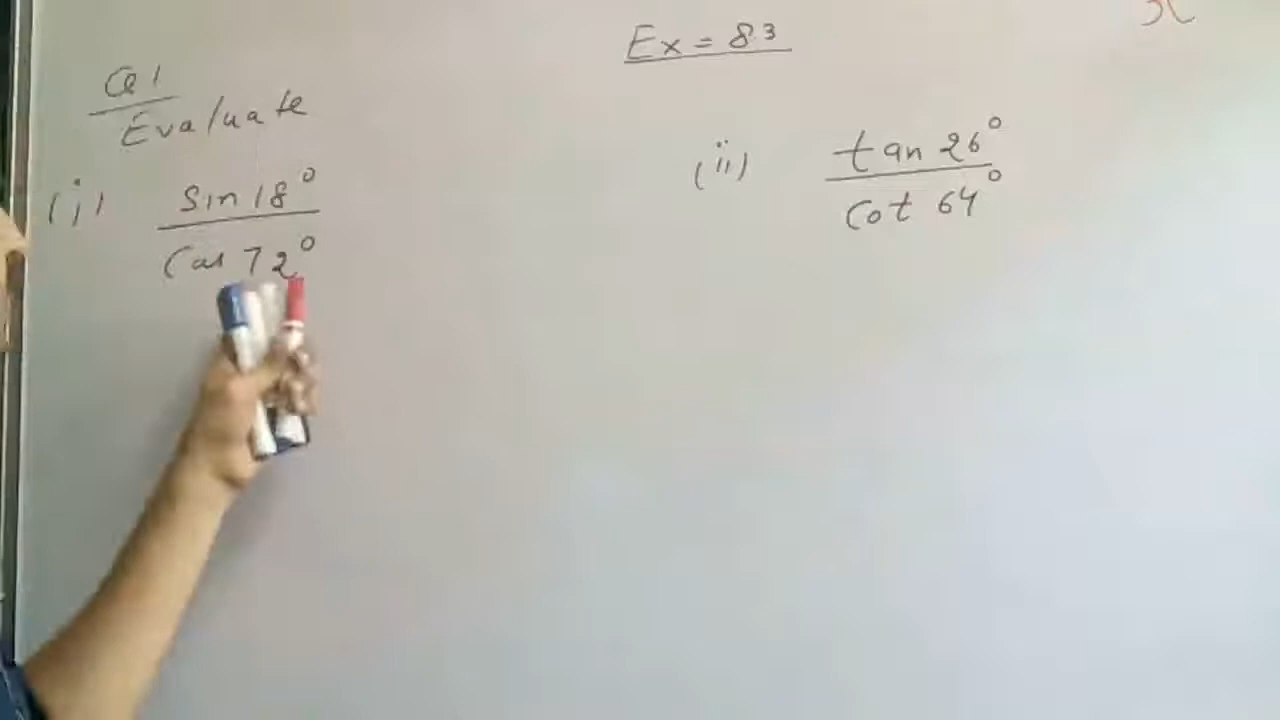 Ex = 8.3
Q1
Evaluate
(i) sin 18°
Cos 72°
(ii) tan 26°
Cot 64°